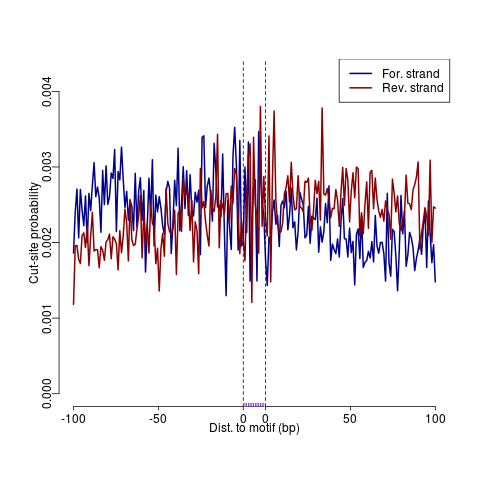 For. strand
Rev. strand
Cut-site probability
0.004
0.003
0.002
0.001
0.000
-100 -50 0 0 50 100
Dist. to motif (bp)